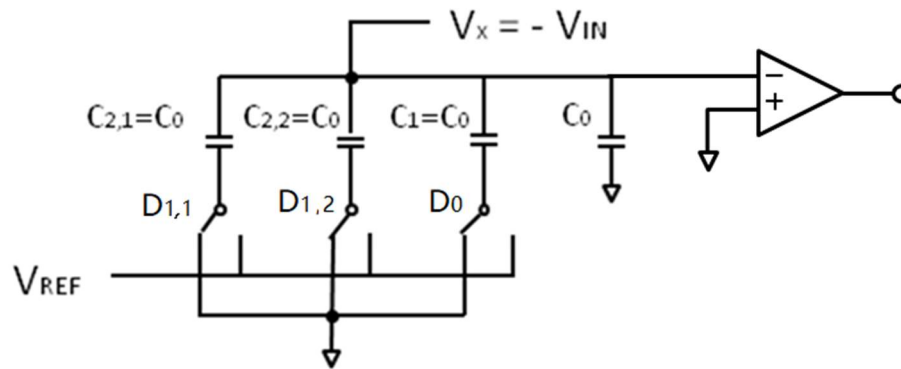 Vx = - VIN
C2,1=C0 C2,2=C0 C1=C0 C0
− +
D1,1 D1,2 D0
VREF